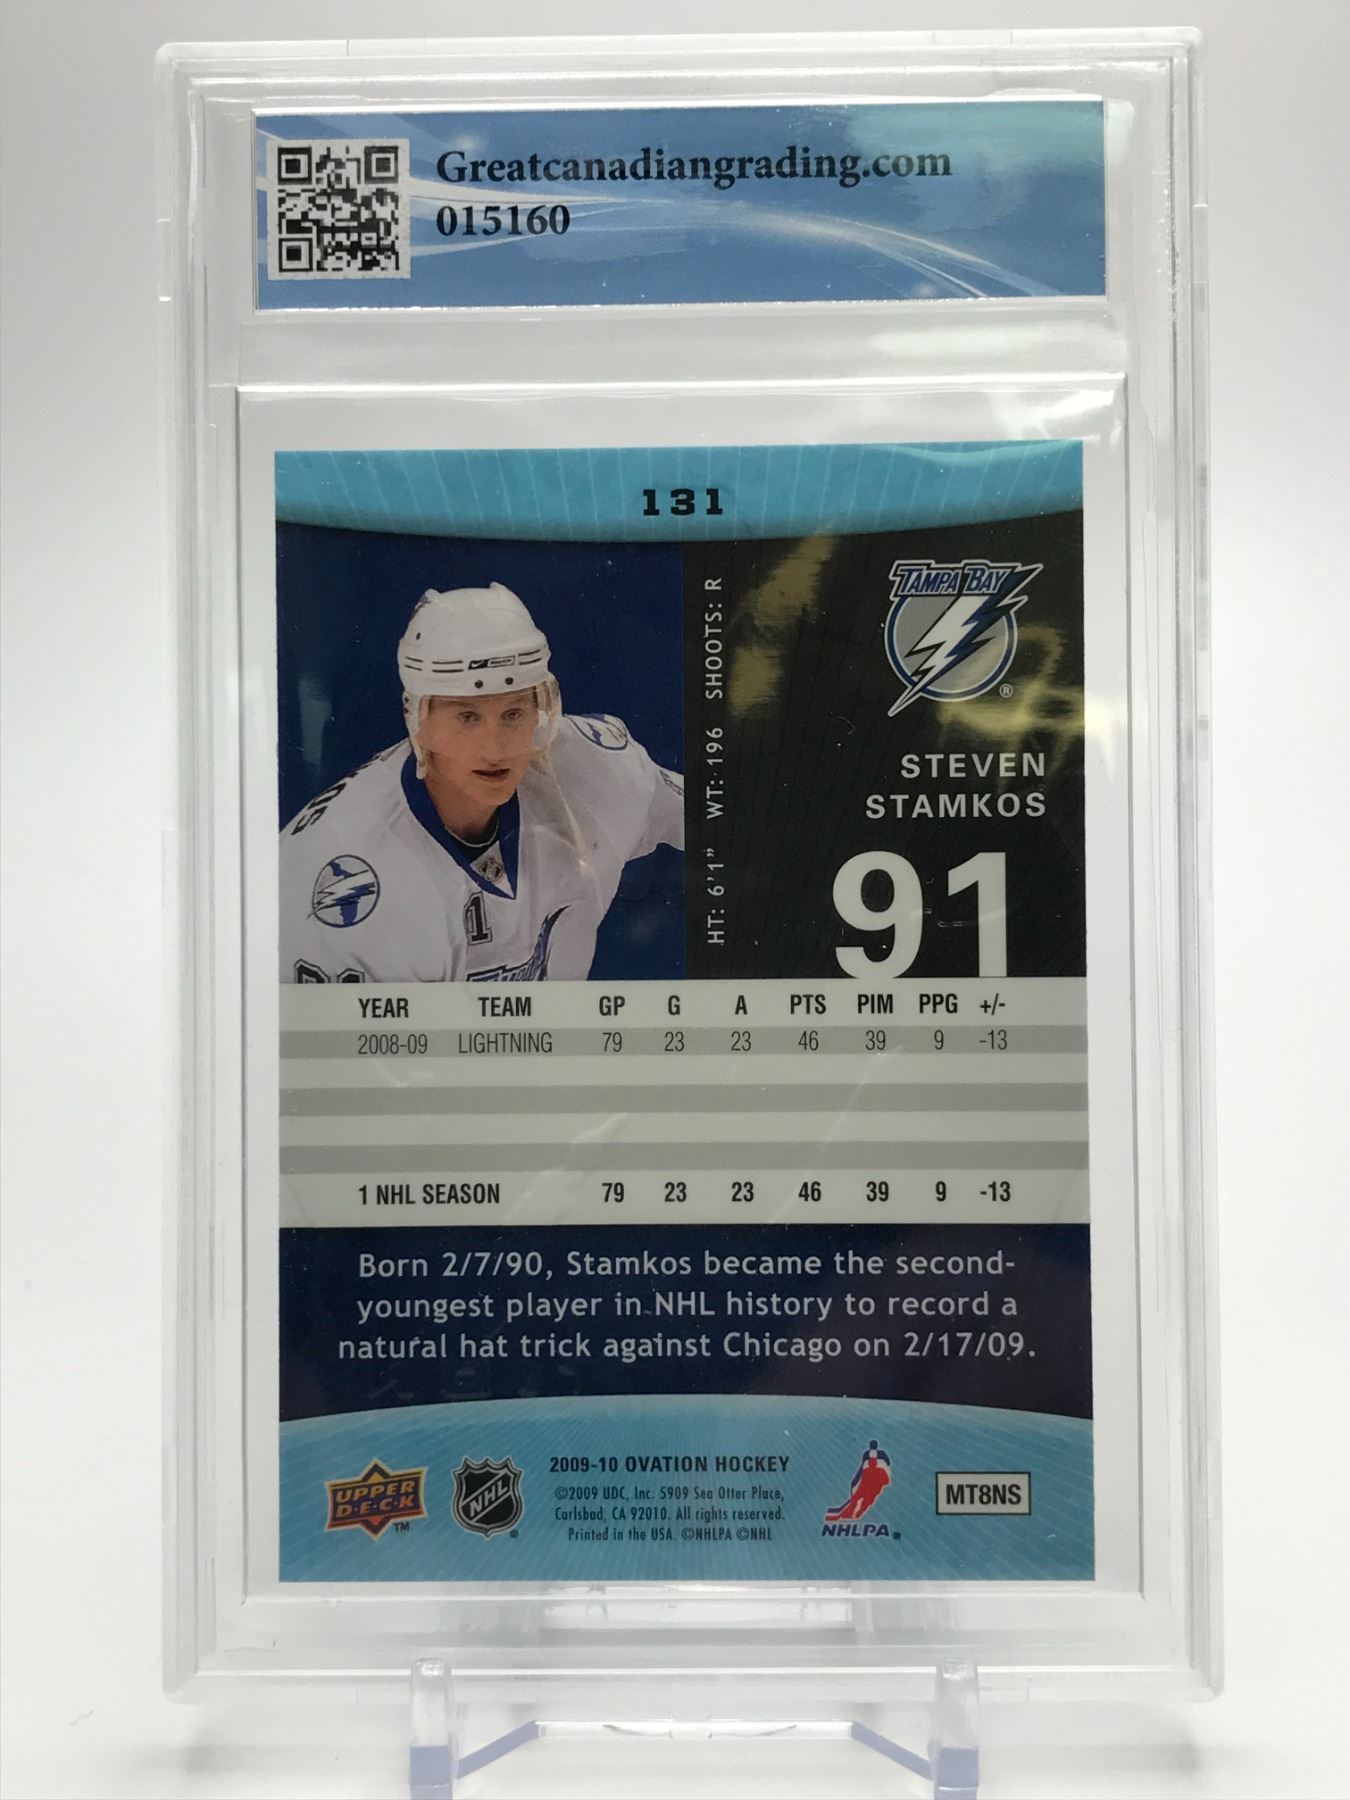 Greatcanadiangrading.com
015160
131
TAMPA BAY
®
STEVEN
STAMKOS
91
HT: 6'1" WT: 196 SHOOTS: R
1
YEAR TEAM GP G A PTS PIM PPG +/-
2008-09 LIGHTNING 79 23 23 46 39 9 -13
1 NHL SEASON 79 23 23 46 39 9 -13
Born 2/7/90, Stamkos became the second-
youngest player in NHL history to record a
natural hat trick against Chicago on 2/17/09.
UPPER
D·E·C·K
TM
NHL
®
2009-10 OVATION HOCKEY
©2009 UDC, Inc. 5909 Sea Otter Place,
Carlsbad, CA 92010. All rights reserved.
Printed in the USA. ©NHLPA ©NHL
NHLPA®
MT8NS